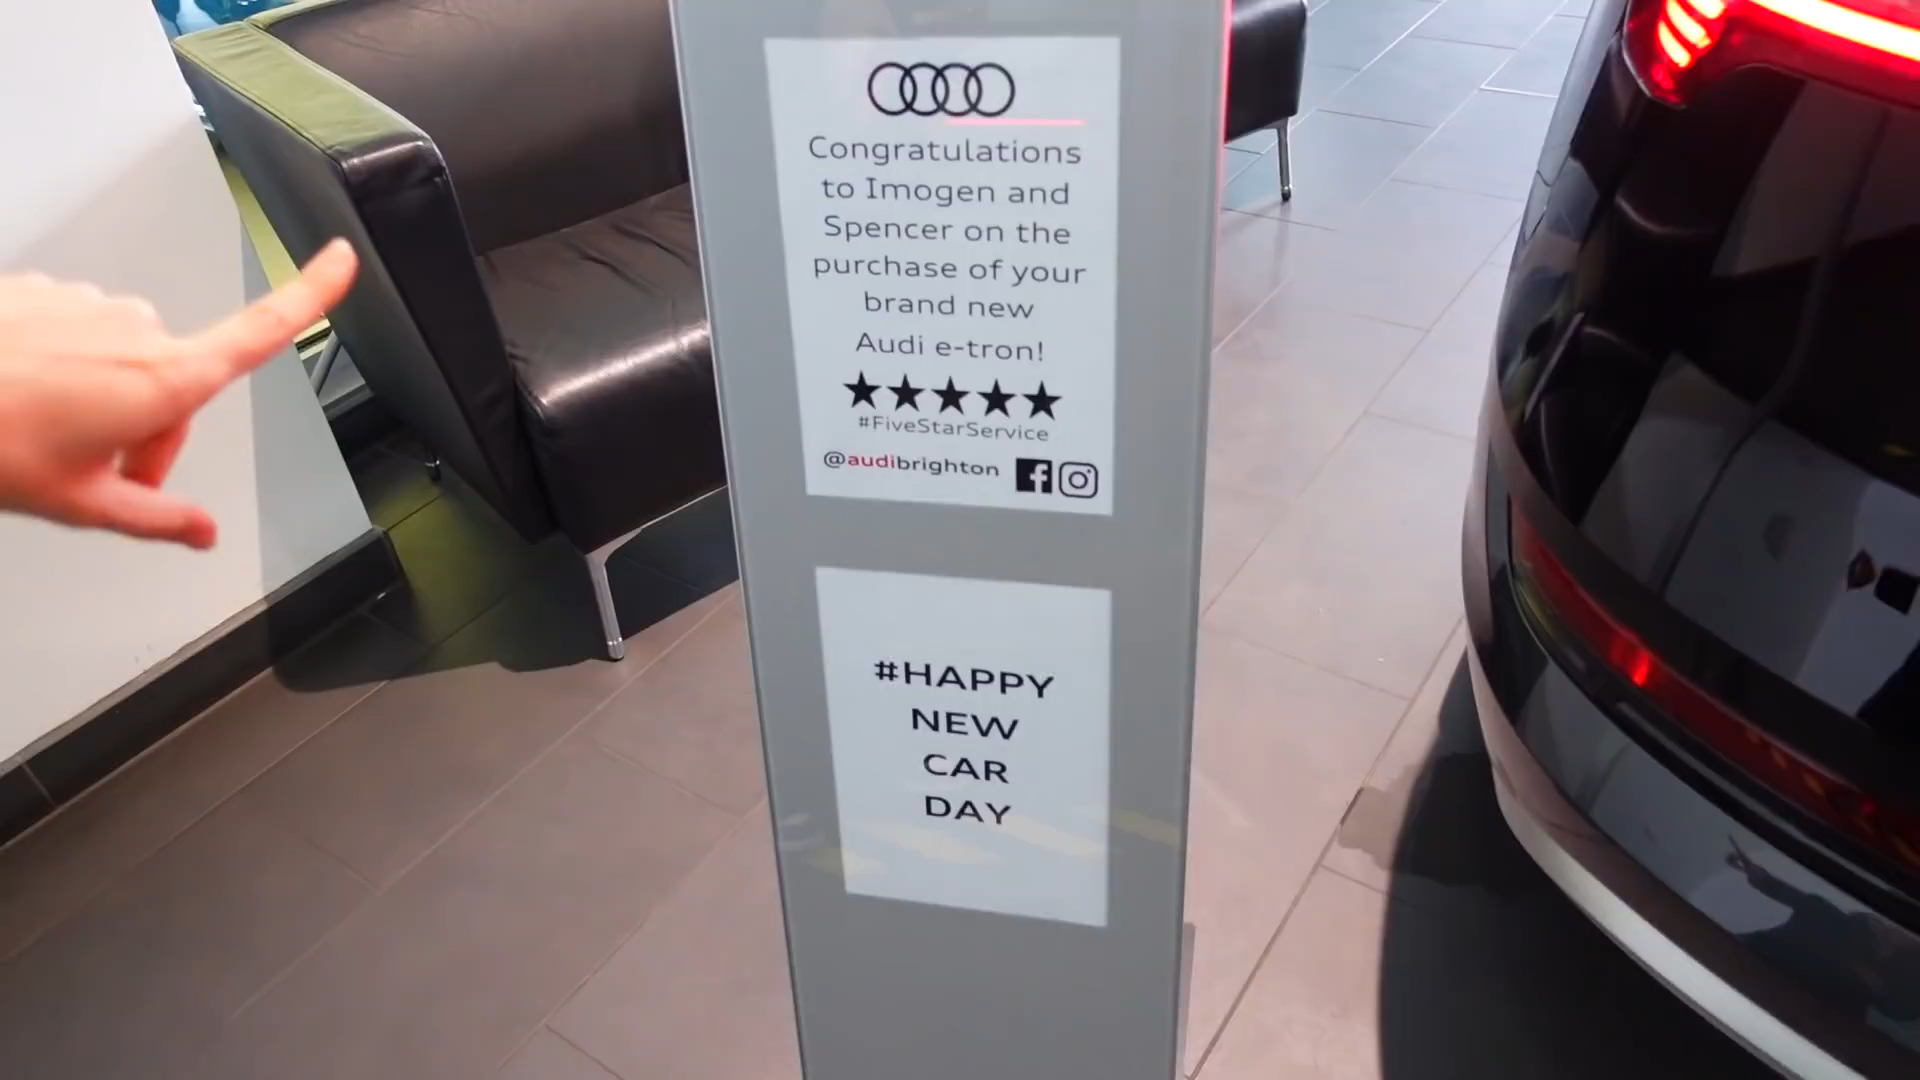 Congratulations
to Imogen and
Spencer on the
purchase of your
brand new
Audi e-tron!
#FiveStarService
@audibrighton
#HAPPY
NEW
CAR
DAY